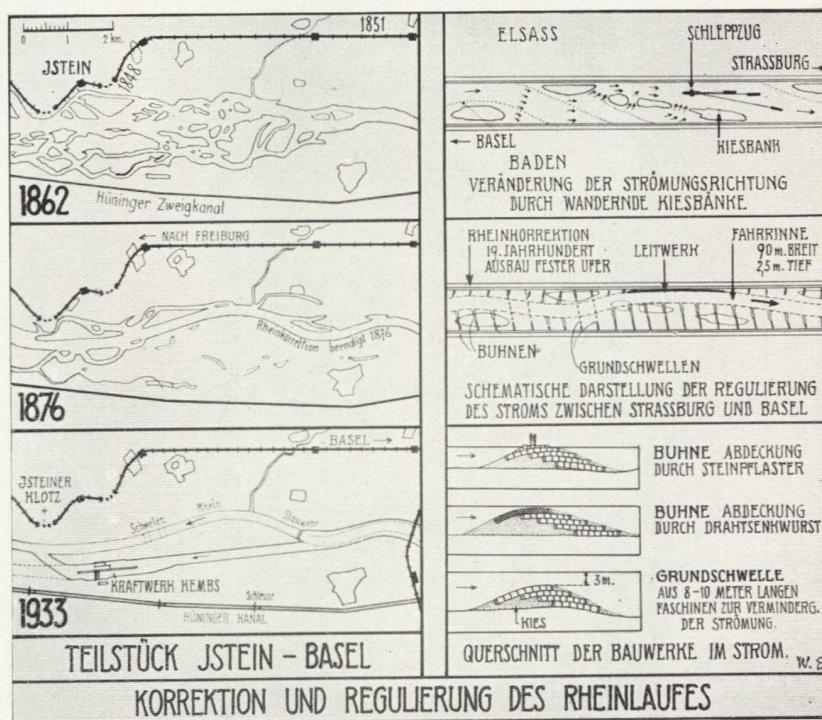 0 1 2 km.
1851
JSTEIN
1848
1862
Hüninger Zweigkanal
← NACH FREIBURG
Rheinkorrektion beendigt 1876
1876
BASEL →
JSTEINER
KLOTZ
Schwellen Rhein Stauwehr
KRAFTWERK KEMBS
Schleuse
HÜNINGER KANAL
1933
TEILSTÜCK JSTEIN – BASEL
ELSASS
SCHLEPPZUG
STRASSBURG
← BASEL
KIESBANK
BADEN
VERÄNDERUNG DER STRÖMUNGSRICHTUNG
DURCH WANDERNDE KIESBÄNKE
RHEINKORREKTION
19. JAHRHUNDERT
AUSBAU FESTER UFER
LEITWERK
FAHRRINNE
90 m. BREIT
2,5 m. TIEF
BUHNEN
GRUNDSCHWELLEN
SCHEMATISCHE DARSTELLUNG DER REGULIERUNG
DES STROMS ZWISCHEN STRASSBURG UND BASEL
BUHNE ABDECKUNG
DURCH STEINPFLASTER
BUHNE ABDECKUNG
DURCH DRAHTSENKWURST
3 m.
KIES
GRUNDSCHWELLE
AUS 8–10 METER LANGEN
FASCHINEN ZUR VERMINDERG.
DER STRÖMUNG.
QUERSCHNITT DER BAUWERKE IM STROM.
KORREKTION UND REGULIERUNG DES RHEINLAUFES